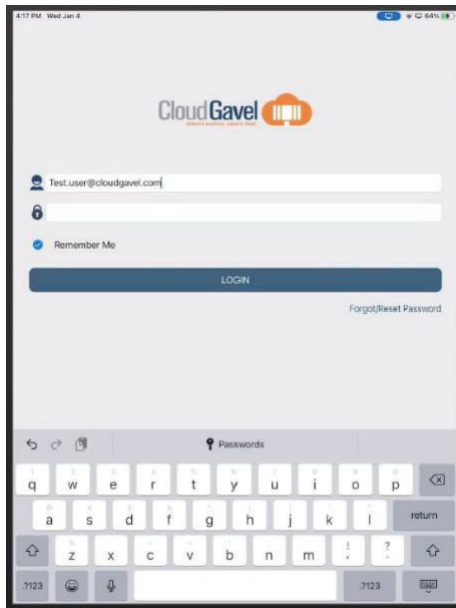 4:17 PM Wed Jan 4 64%
CloudGavel
Test.user@cloudgavel.com
Remember Me
LOGIN
Forgot/Reset Password
Passwords
q w e r t y u i o p
a s d f g h j k l return
z x c v b n m ! , ? .
.?123 .?123